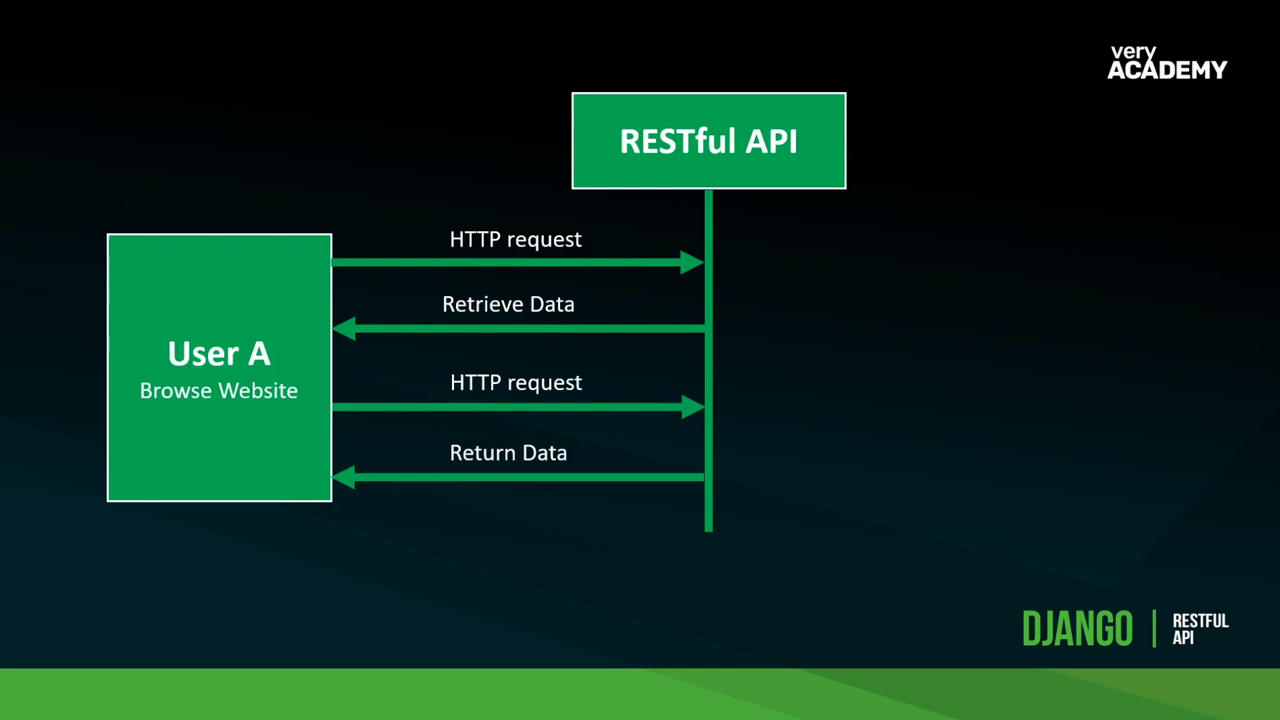 very
ACADEMY
RESTful API
HTTP request
Retrieve Data
User A
Browse Website
HTTP request
Return Data
DJANGO
RESTFUL
API